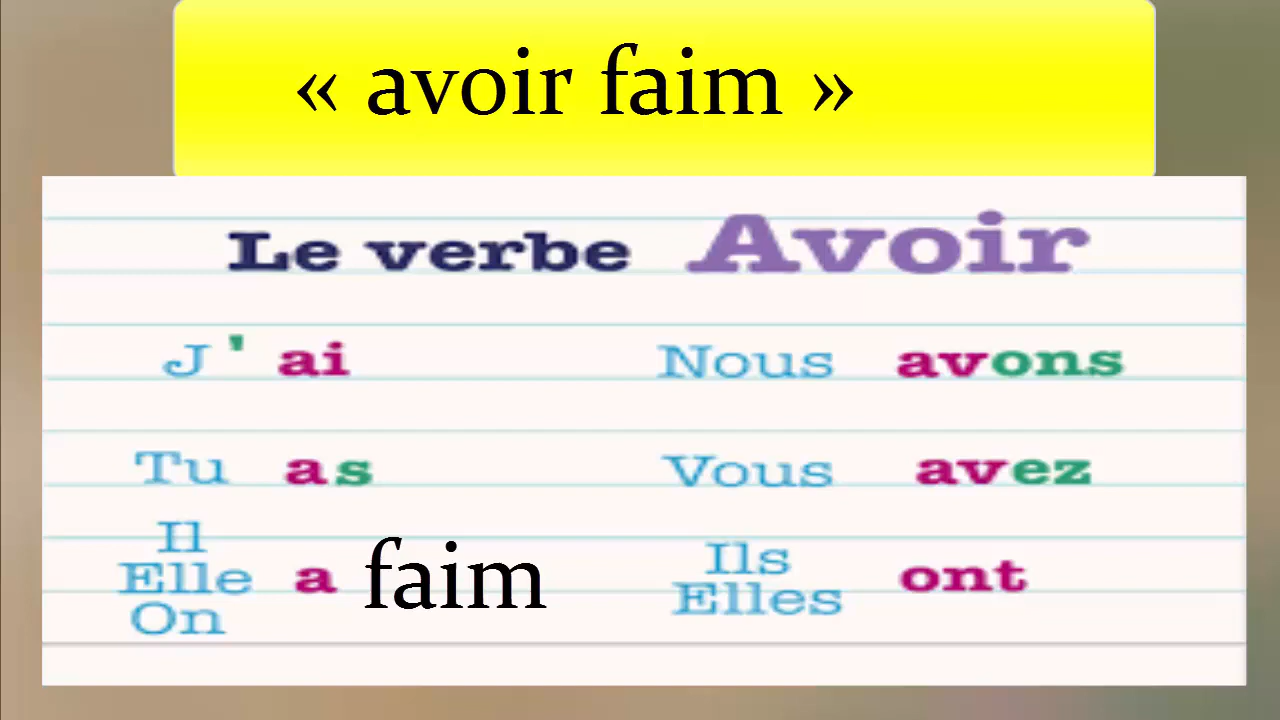 « avoir faim »
Le verbe Avoir
J'ai
Nous avons
Tu as
Vous avez
Il
Elle
On
a faim
Ils
Elles
ont